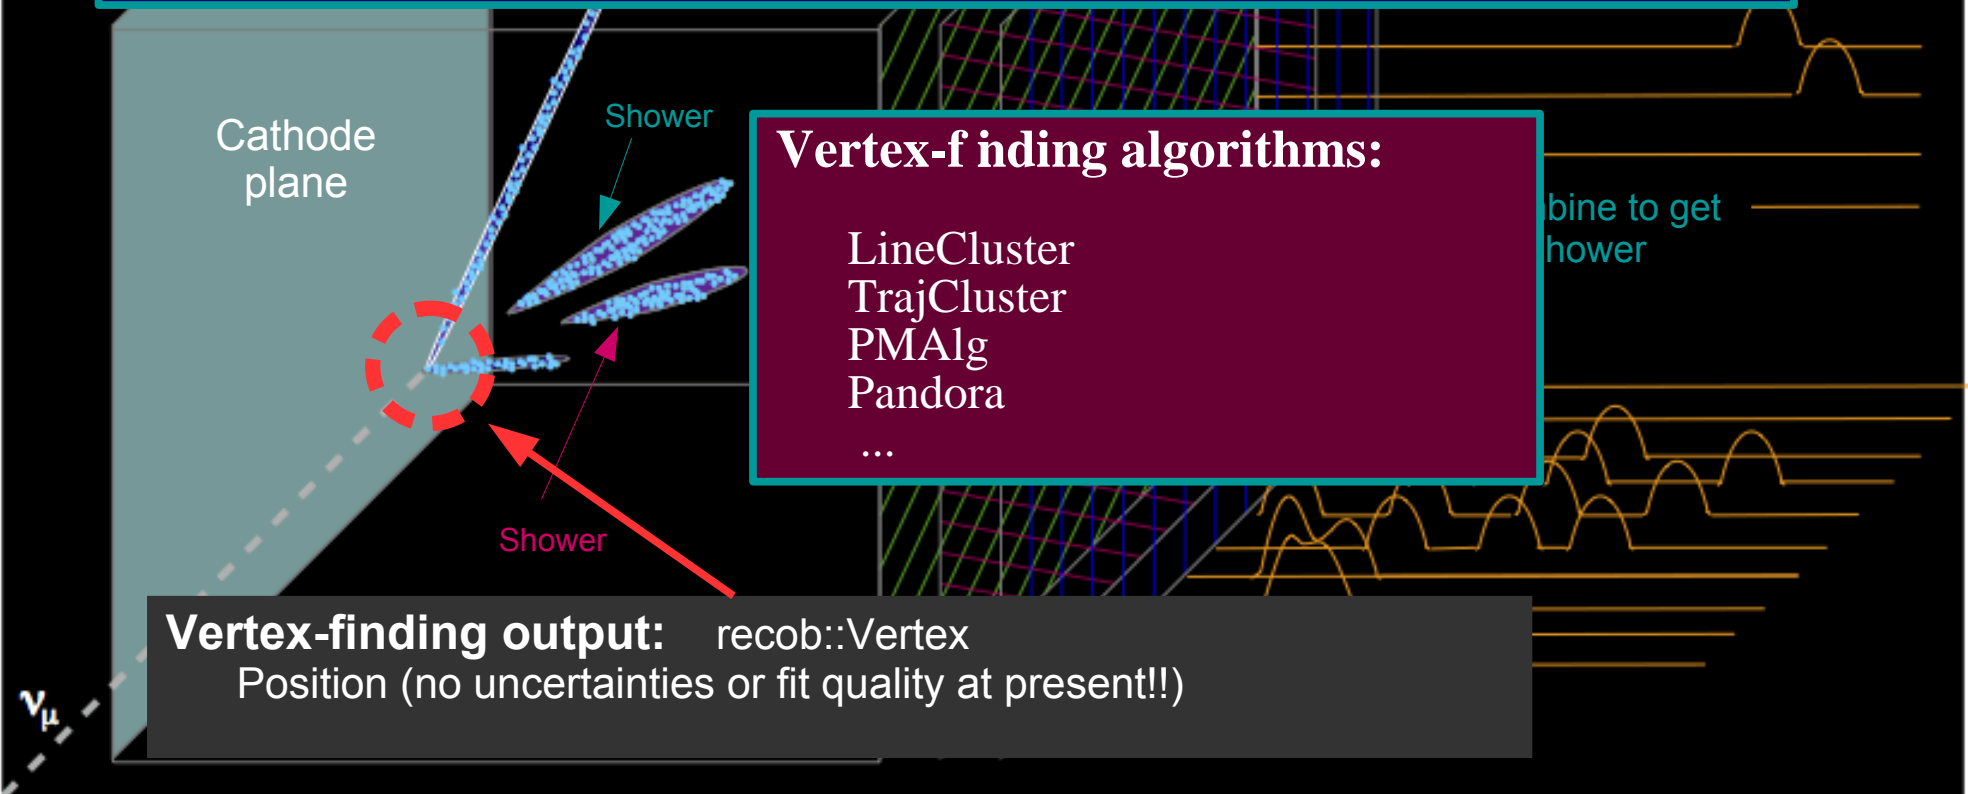 Cathode
plane
Shower
Vertex-finding algorithms:
LineCluster
TrajCluster
PMAlg
Pandora
...
bine to get
hower
Shower
Vertex-finding output: recob::Vertex
Position (no uncertainties or fit quality at present!!)
νμ